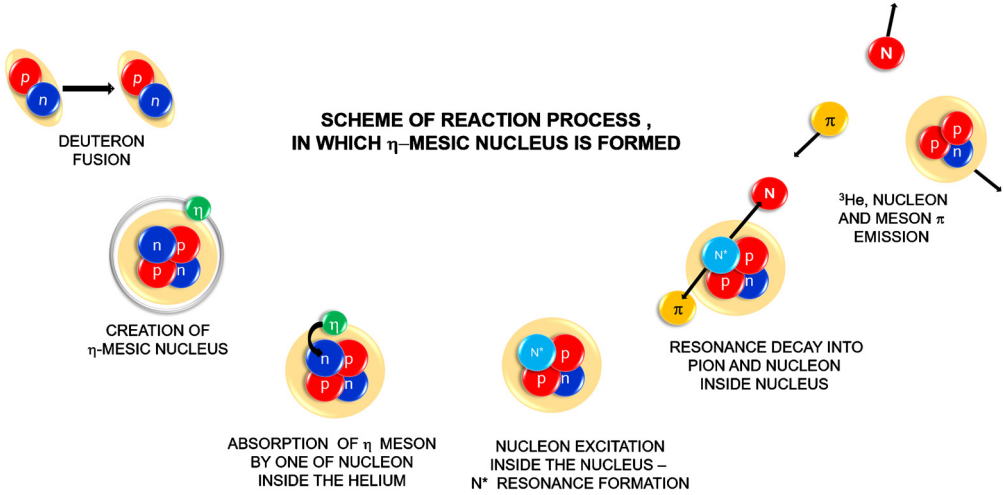 SCHEME OF REACTION PROCESS ,
IN WHICH η–MESIC NUCLEUS IS FORMED
p
n
p
n
DEUTERON
FUSION
η
n
p
p
n
CREATION OF
η-MESIC NUCLEUS
η
n
p
p
n
ABSORPTION OF η MESON
BY ONE OF NUCLEON
INSIDE THE HELIUM
N*
p
p
n
NUCLEON EXCITATION
INSIDE THE NUCLEUS –
N* RESONANCE FORMATION
N
N*
p
p
n
π
RESONANCE DECAY INTO
PION AND NUCLEON
INSIDE NUCLEUS
N
π
p
p
n
³He, NUCLEON
AND MESON π
EMISSION